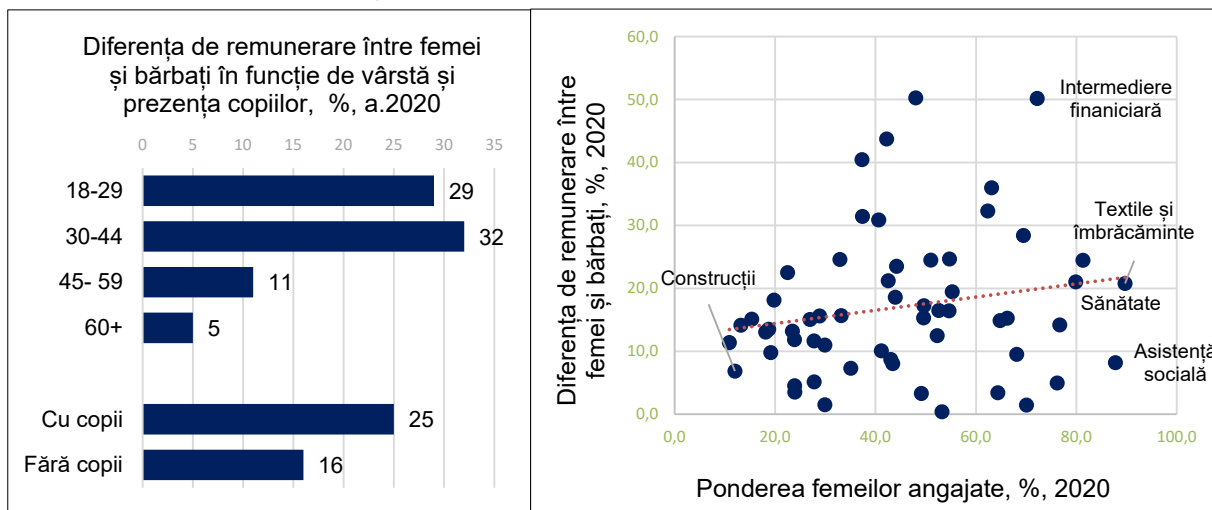 Diferența de remunerare între femei
și bărbați în funcție de vârstă și
prezența copiilor, %, a.2020
0 5 10 15 20 25 30 35
18-29 29
30-44 32
45- 59 11
60+ 5
Cu copii 25
Fără copii 16
Diferența de remunerare între
femei și bărbați, %, 2020
60,0
50,0
40,0
30,0
20,0
10,0
0,0
Intermediere
financiară
Textile și
îmbrăcăminte
Construcții
Sănătate
Asistență
socială
0,0 20,0 40,0 60,0 80,0 100,0
Ponderea femeilor angajate, %, 2020